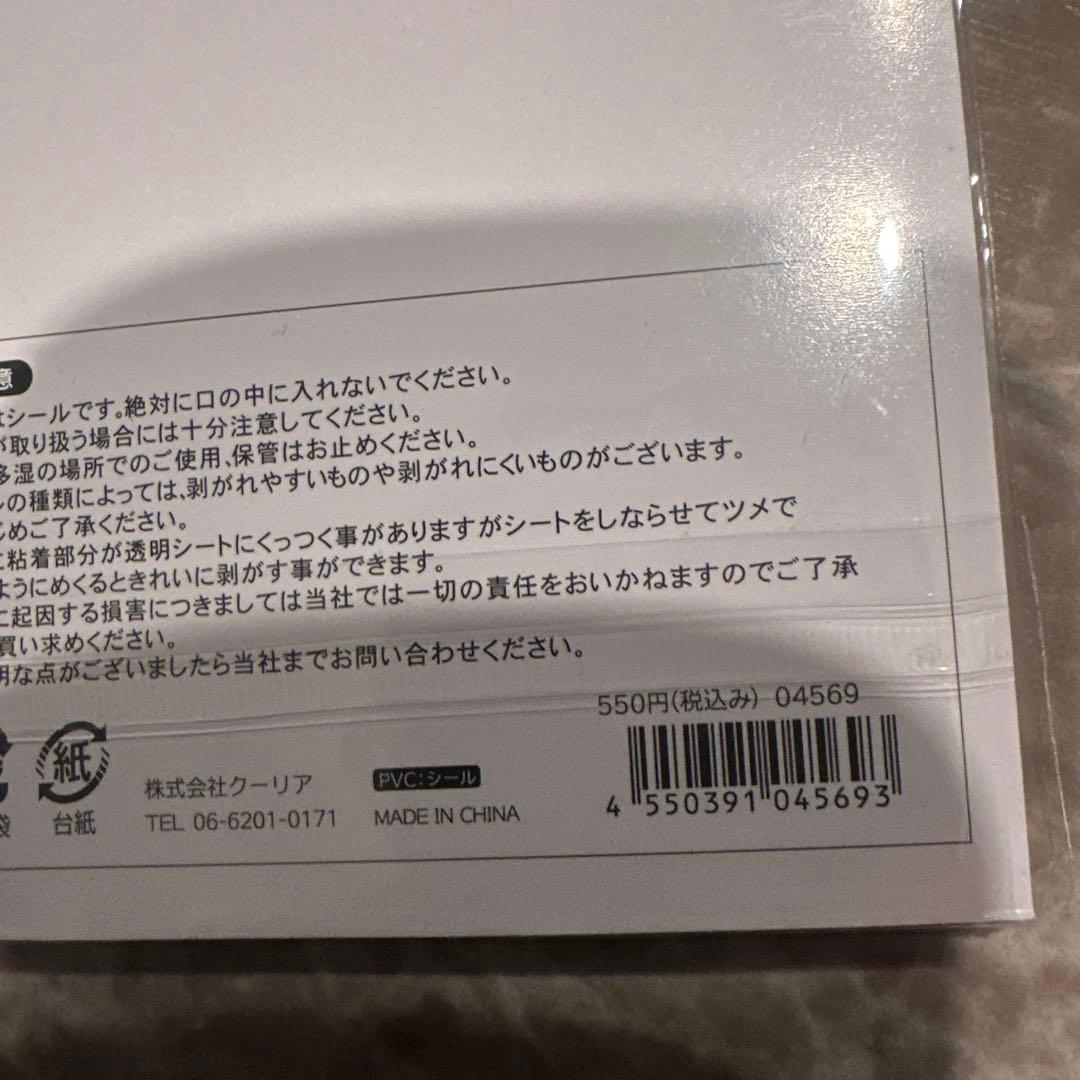 意
はシールです。絶対に口の中に入れないでください。
が取り扱う場合には十分注意してください。
多湿の場所でのご使用、保管はお止めください。
ルの種類によっては、剥がれやすいものや剥がれにくいものがございます。
じめご了承ください。
に粘着部分が透明シートにくっつく事がありますがシートをしならせてツメで
ようにめくるときれいに剥がす事ができます。
に起因する損害につきましては当社では一切の責任をおいかねますのでご了承
買い求めください。
明な点がございましたら当社までお問い合わせください。
550円(税込み) 04569
紙
袋
台紙
株式会社クーリア
TEL 06-6201-0171
PVC:シール
MADE IN CHINA
4 550391 045693